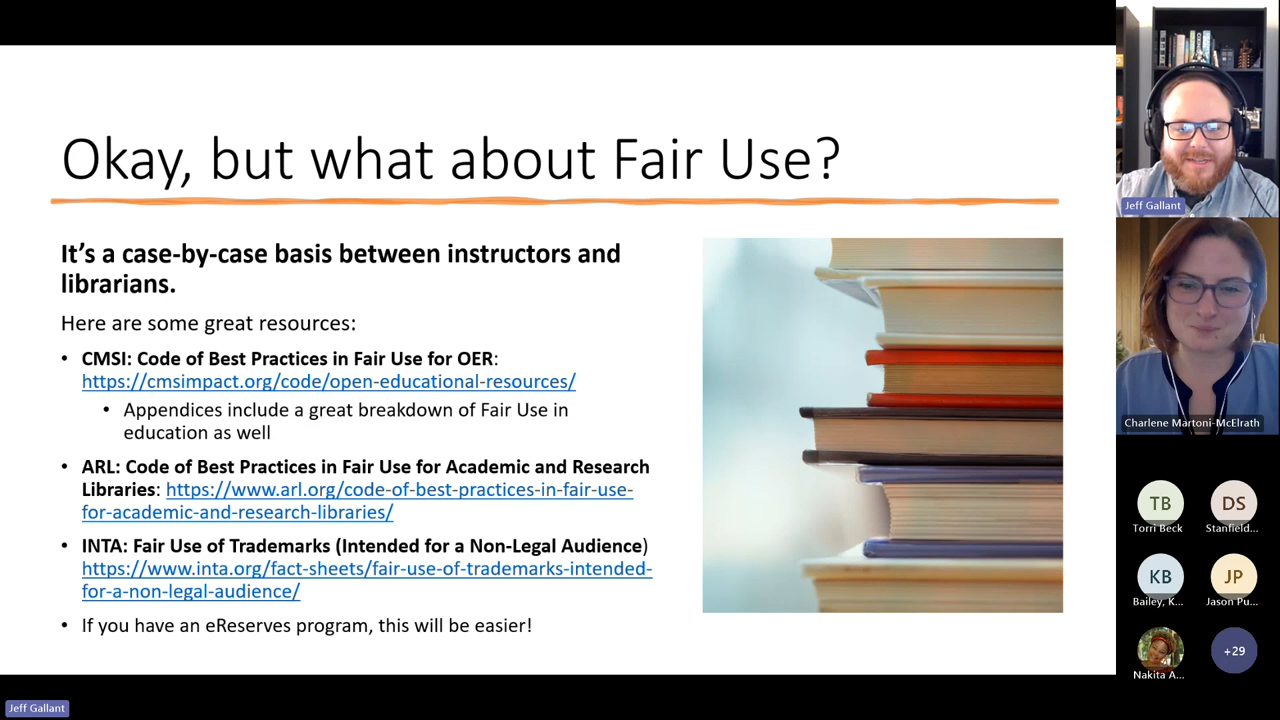 Okay, but what about Fair Use?
It's a case-by-case basis between instructors and
librarians.
Here are some great resources:
• CMSI: Code of Best Practices in Fair Use for OER:
https://cmsimpact.org/code/open-educational-resources/
• Appendices include a great breakdown of Fair Use in
education as well
• ARL: Code of Best Practices in Fair Use for Academic and Research
Libraries: https://www.arl.org/code-of-best-practices-in-fair-use-
for-academic-and-research-libraries/
• INTA: Fair Use of Trademarks (Intended for a Non-Legal Audience)
https://www.inta.org/fact-sheets/fair-use-of-trademarks-intended-
for-a-non-legal-audience/
• If you have an eReserves program, this will be easier!
Jeff Gallant
Charlene Martoni-McElrath
TB
DS
Torri Beck
Stanfield...
KB
JP
Bailey, K...
Jason Pu...
+29
Nakita A...
Jeff Gallant